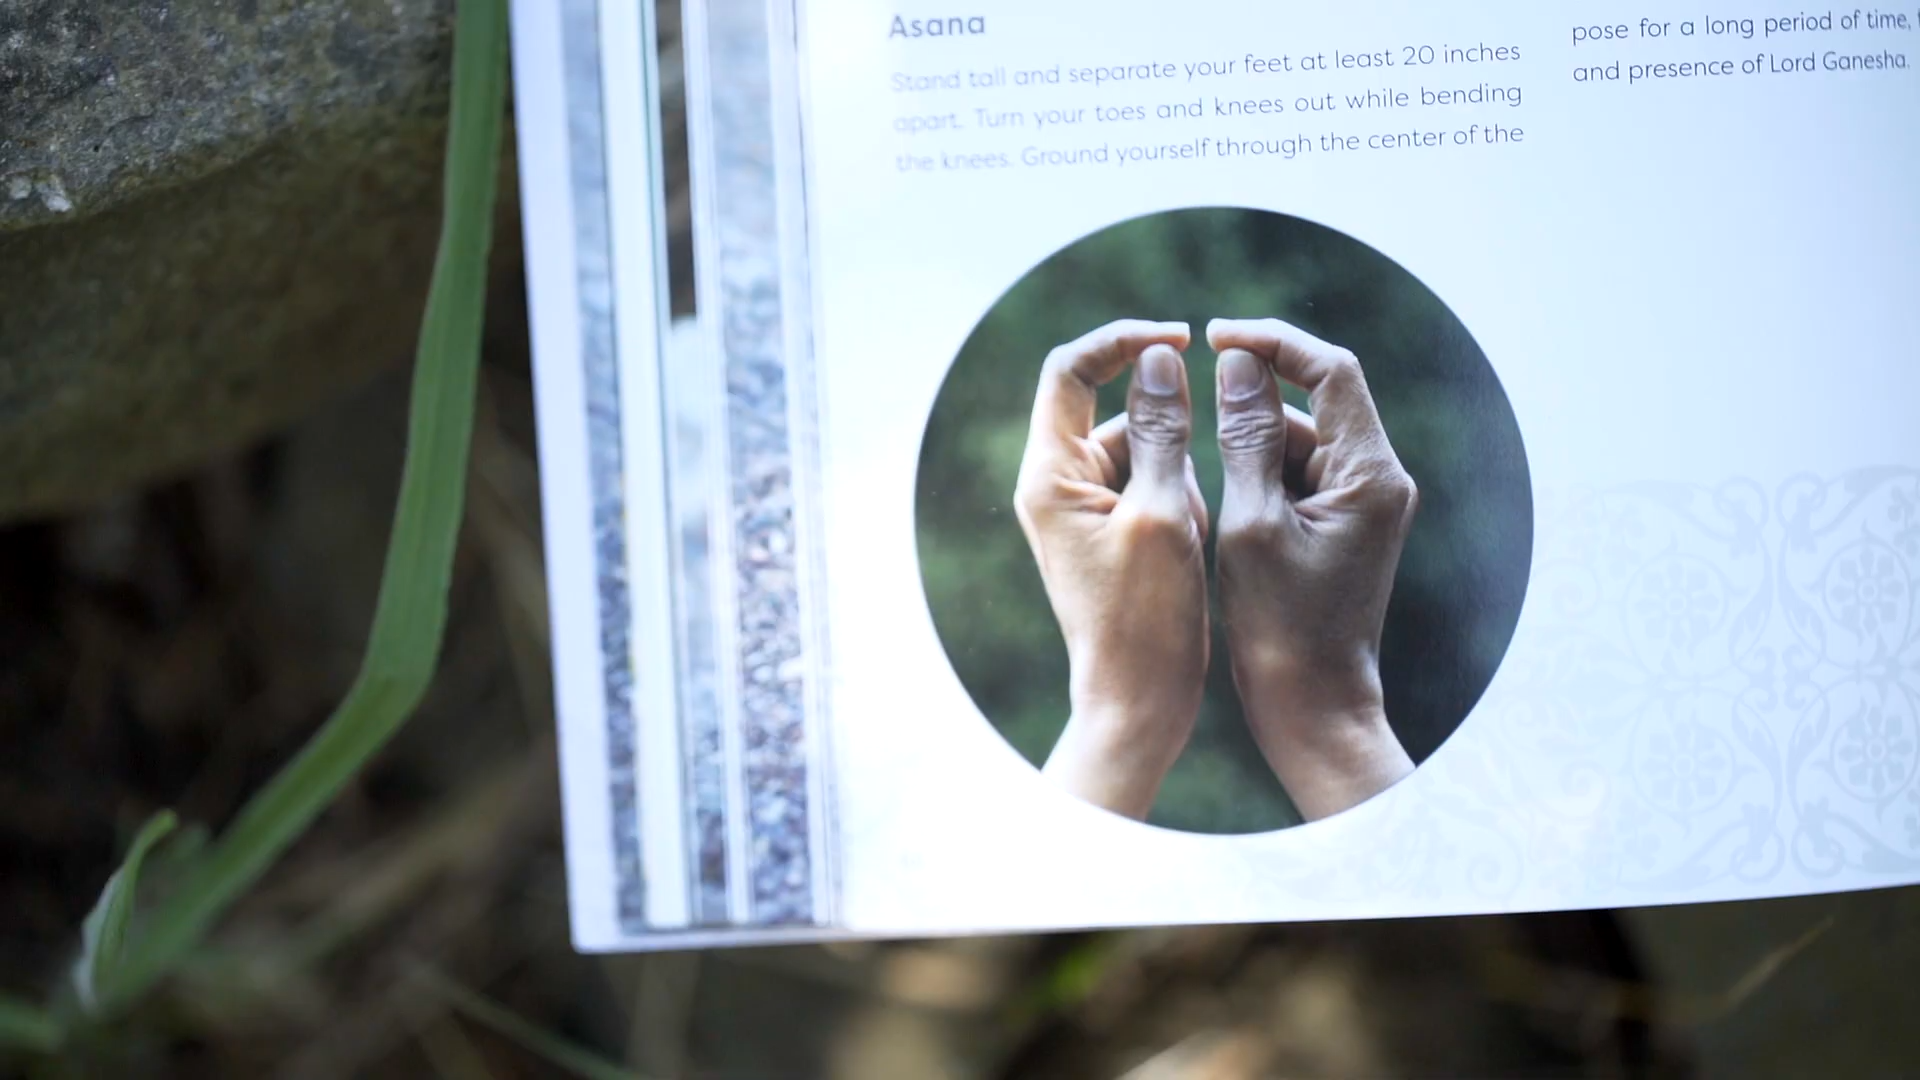 Asana
Stand tall and separate your feet at least 20 inches
apart. Turn your toes and knees out while bending
the knees. Ground yourself through the center of the
pose for a long period of time,
and presence of Lord Ganesha.